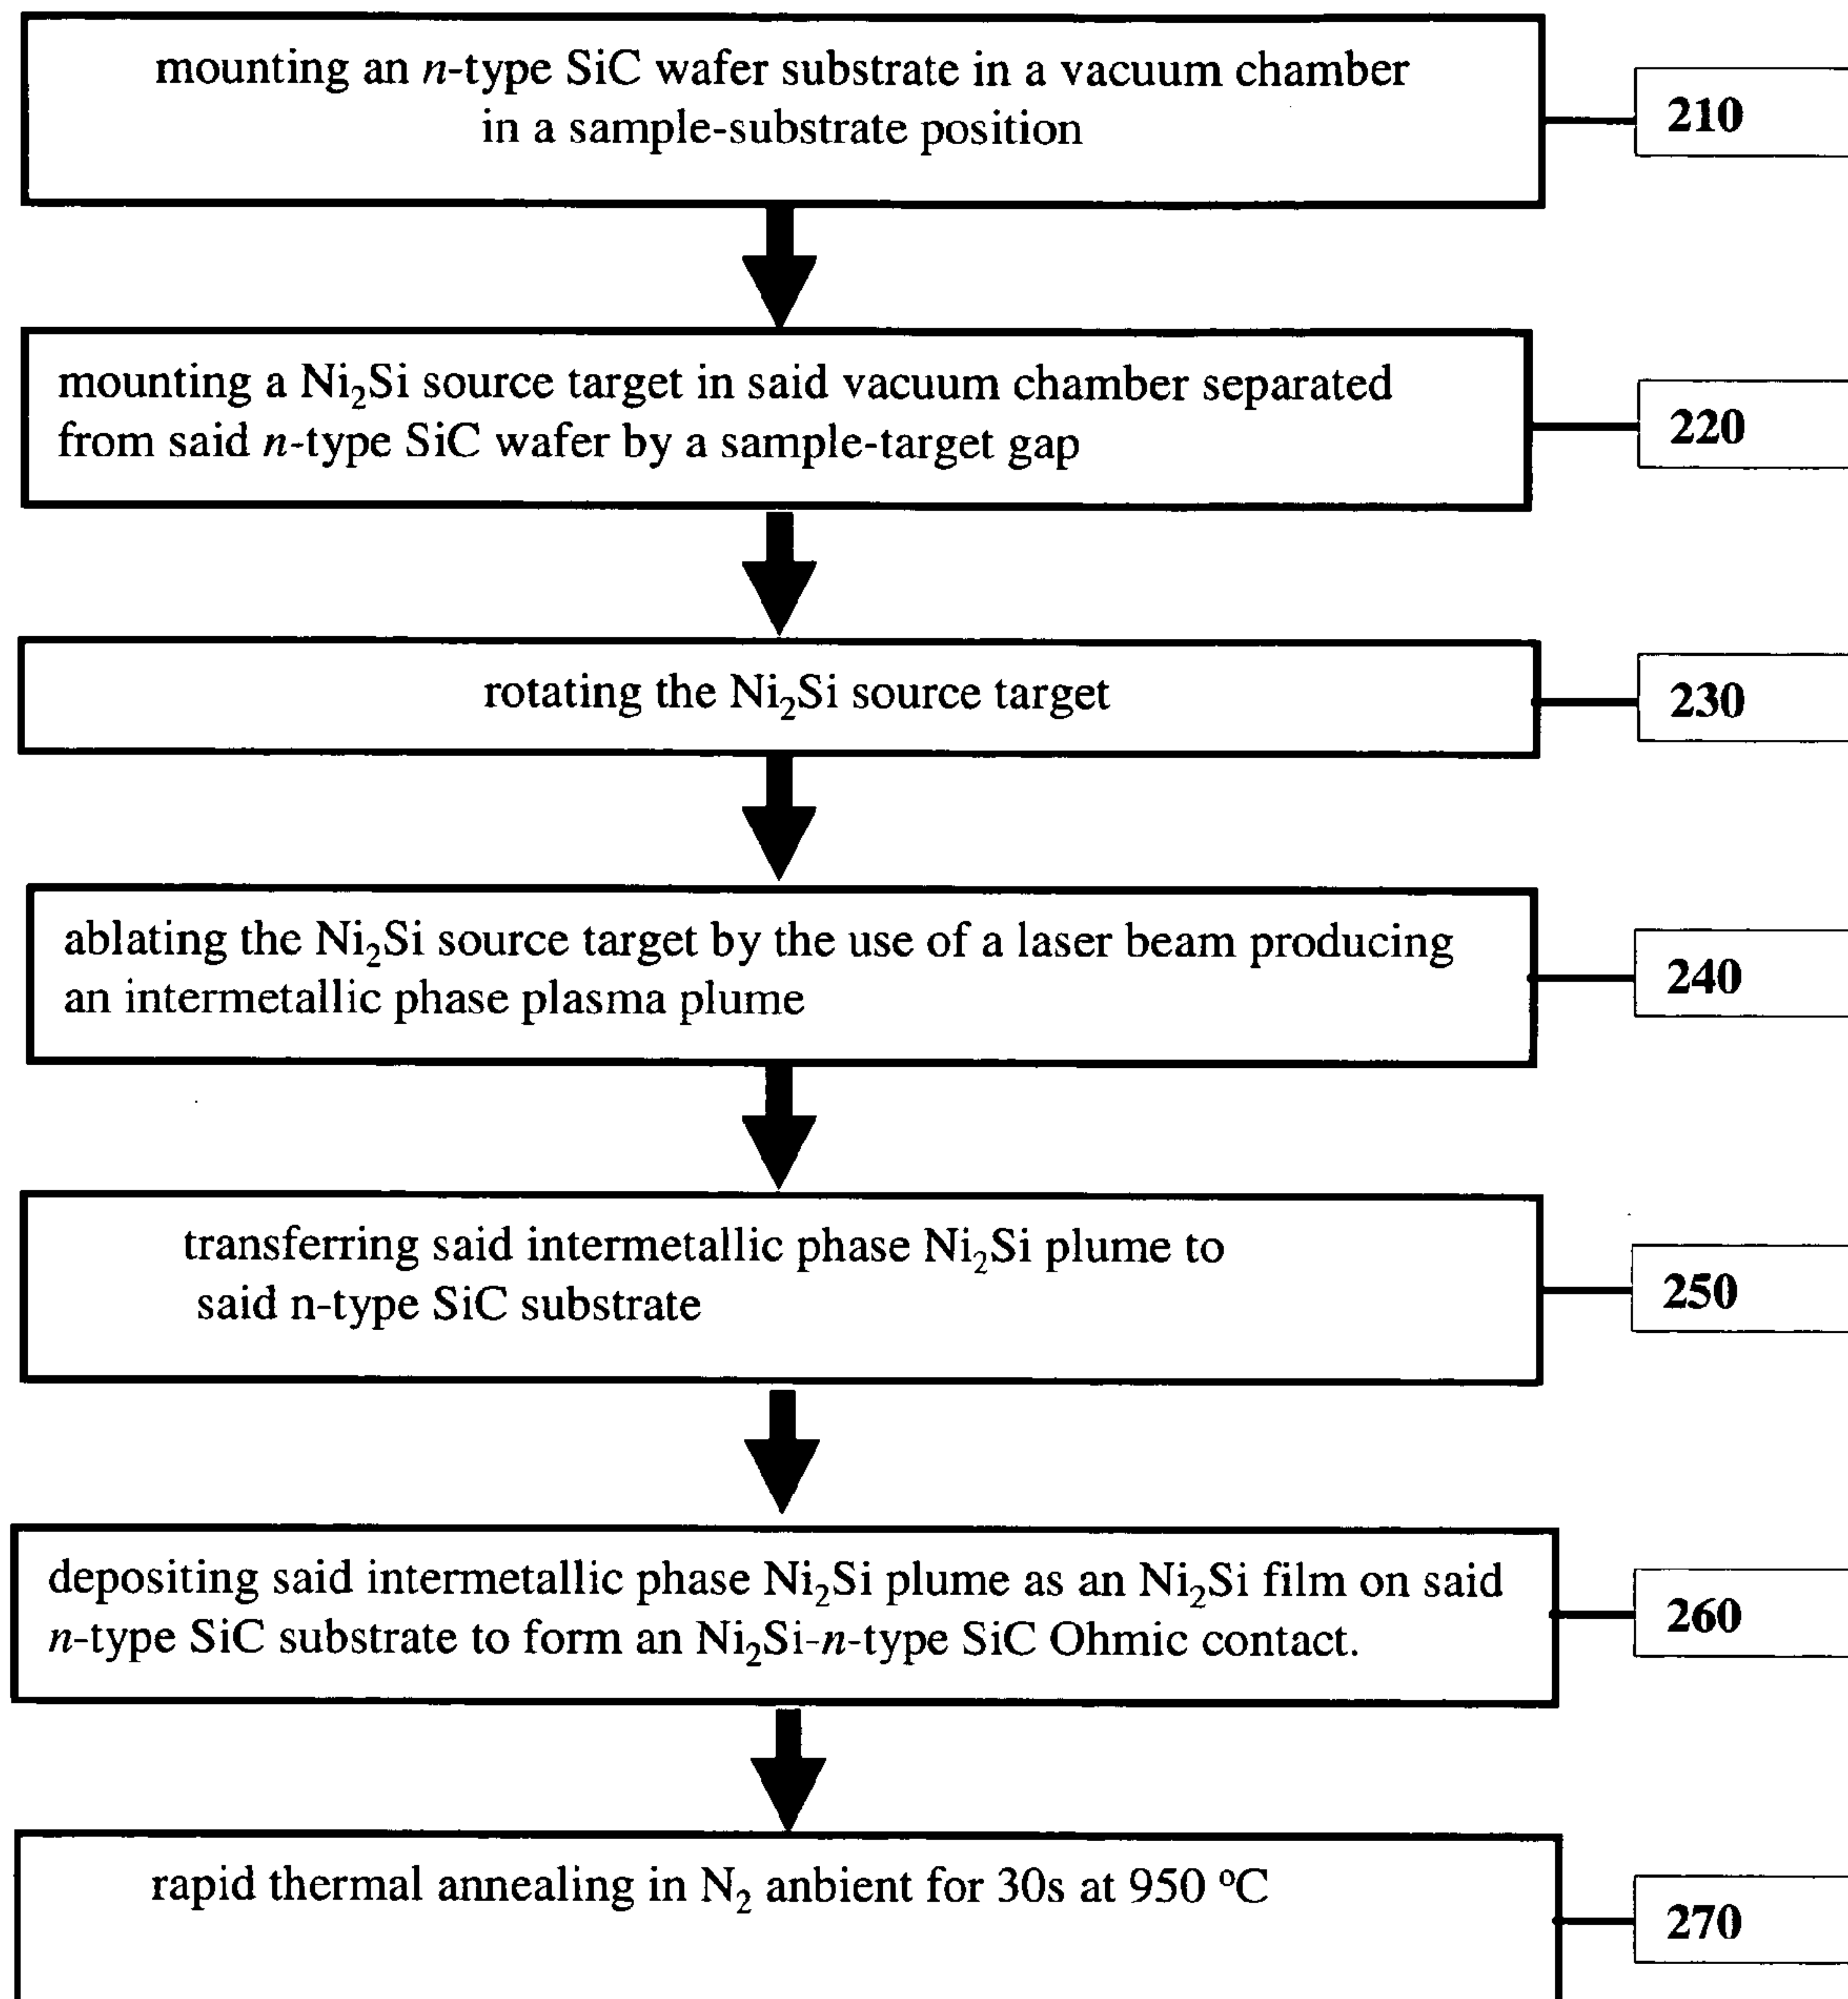 mounting an n-type SiC wafer substrate in a vacuum chamber
in a sample-substrate position
210
mounting a Ni₂Si source target in said vacuum chamber separated
from said n-type SiC wafer by a sample-target gap
220
rotating the Ni₂Si source target
230
ablating the Ni₂Si source target by the use of a laser beam producing
an intermetallic phase plasma plume
240
transferring said intermetallic phase Ni₂Si plume to
said n-type SiC substrate
250
depositing said intermetallic phase Ni₂Si plume as an Ni₂Si film on said
n-type SiC substrate to form an Ni₂Si-n-type SiC Ohmic contact.
260
rapid thermal annealing in N₂ anbient for 30s at 950 °C
270